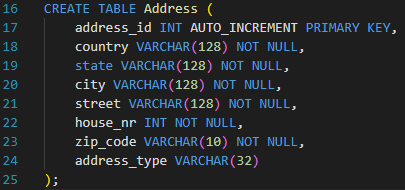 16 CREATE TABLE Address (
17     address_id INT AUTO_INCREMENT PRIMARY KEY,
18     country VARCHAR(128) NOT NULL,
19     state VARCHAR(128) NOT NULL,
20     city VARCHAR(128) NOT NULL,
21     street VARCHAR(128) NOT NULL,
22     house_nr INT NOT NULL,
23     zip_code VARCHAR(10) NOT NULL,
24     address_type VARCHAR(32)
25 );